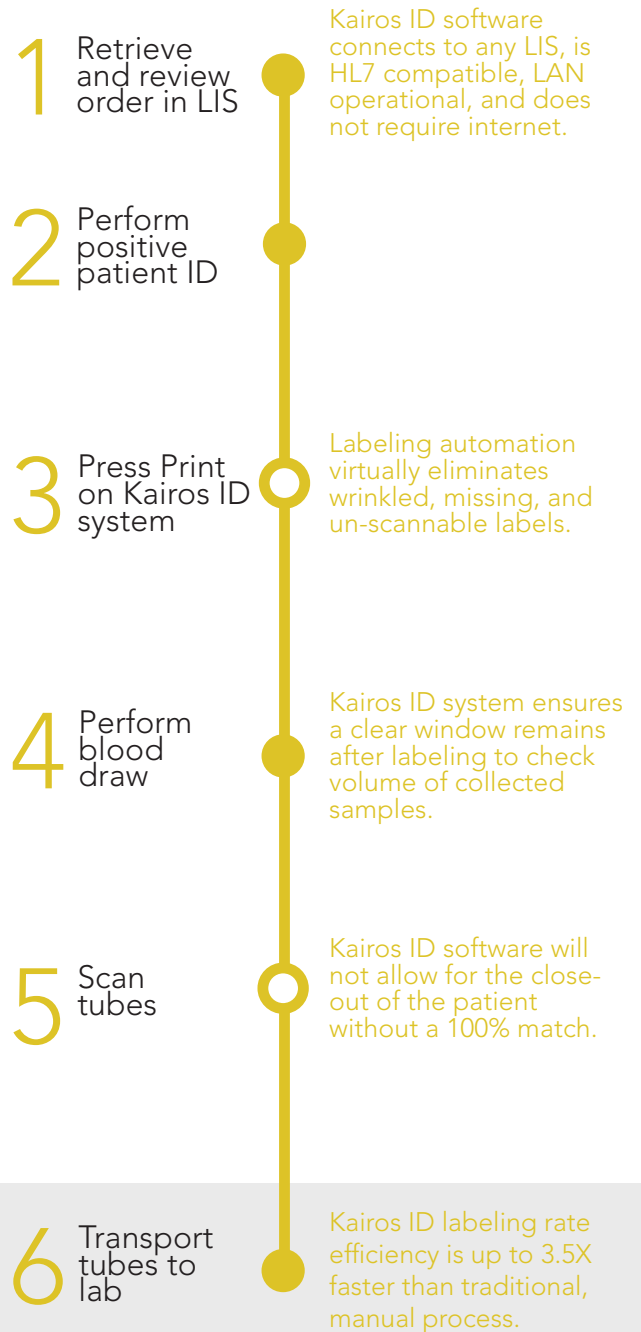 1
Retrieve
and review
order in LIS
Kairos ID software
connects to any LIS, is
HL7 compatible, LAN
operational, and does
not require internet.
2
Perform
positive
patient ID
3
Press Print
on Kairos ID
system
Labeling automation
virtually eliminates
wrinkled, missing, and
un-scannable labels.
4
Perform
blood
draw
Kairos ID system ensures
a clear window remains
after labeling to check
volume of collected
samples.
5
Scan
tubes
Kairos ID software will
not allow for the close-
out of the patient
without a 100% match.
6
Transport
tubes to
lab
Kairos ID labeling rate
efficiency is up to 3.5X
faster than traditional,
manual process.